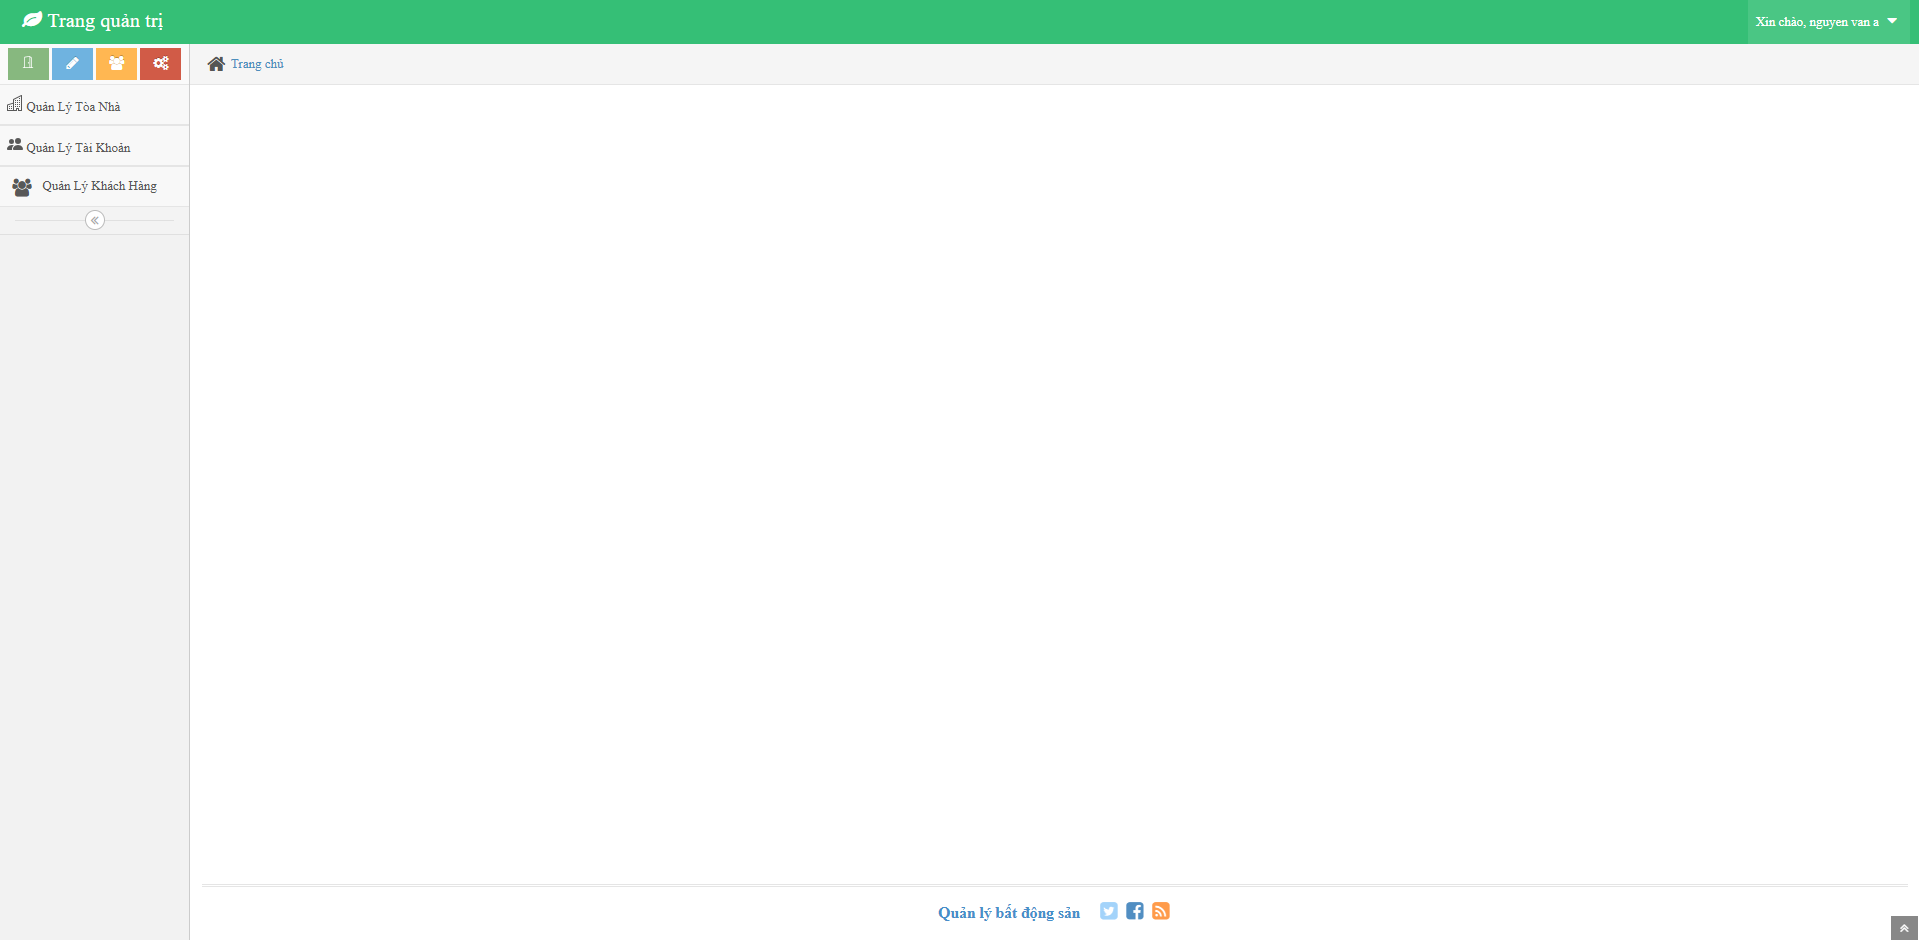 Trang quản trị
Xin chào, nguyen van a
Trang chủ
Quản Lý Tòa Nhà
Quản Lý Tài Khoản
Quản Lý Khách Hàng
Quản lý bất động sản